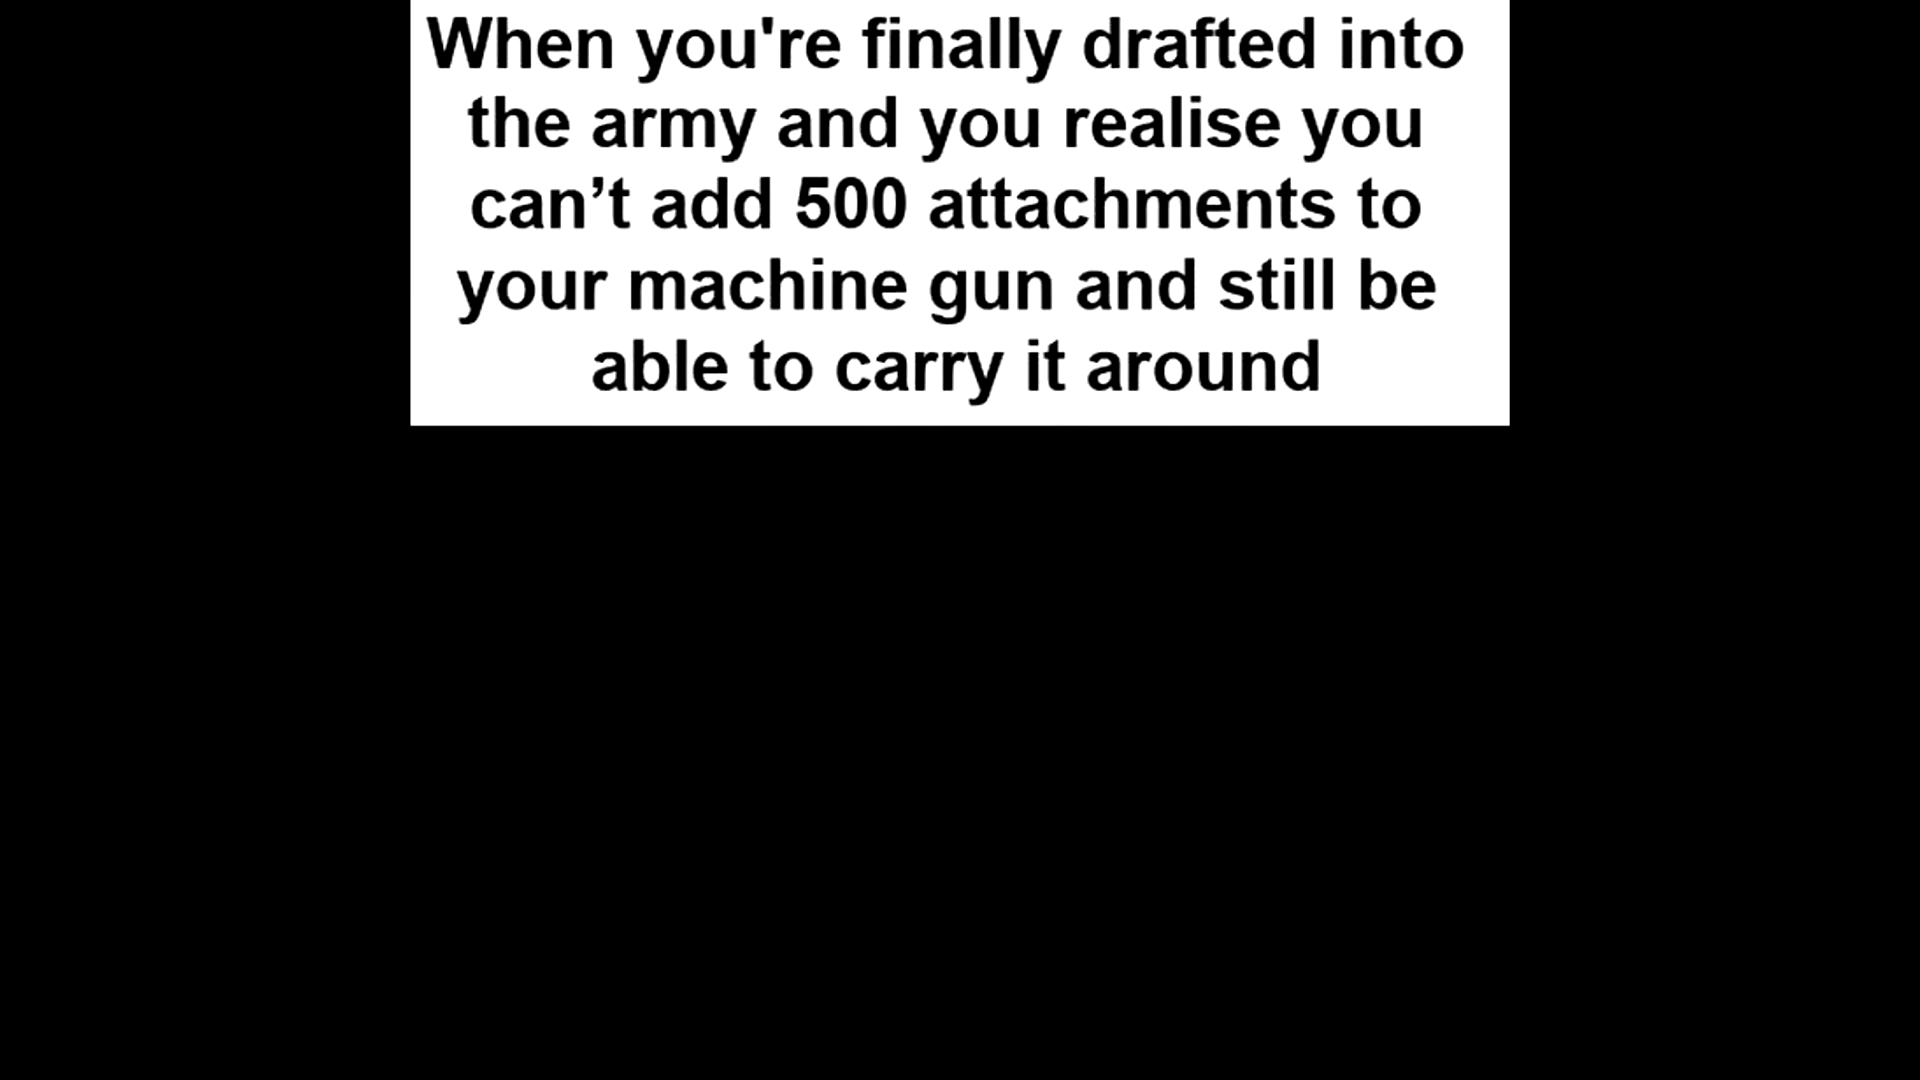 When you're finally drafted into
the army and you realise you
can’t add 500 attachments to
your machine gun and still be
able to carry it around